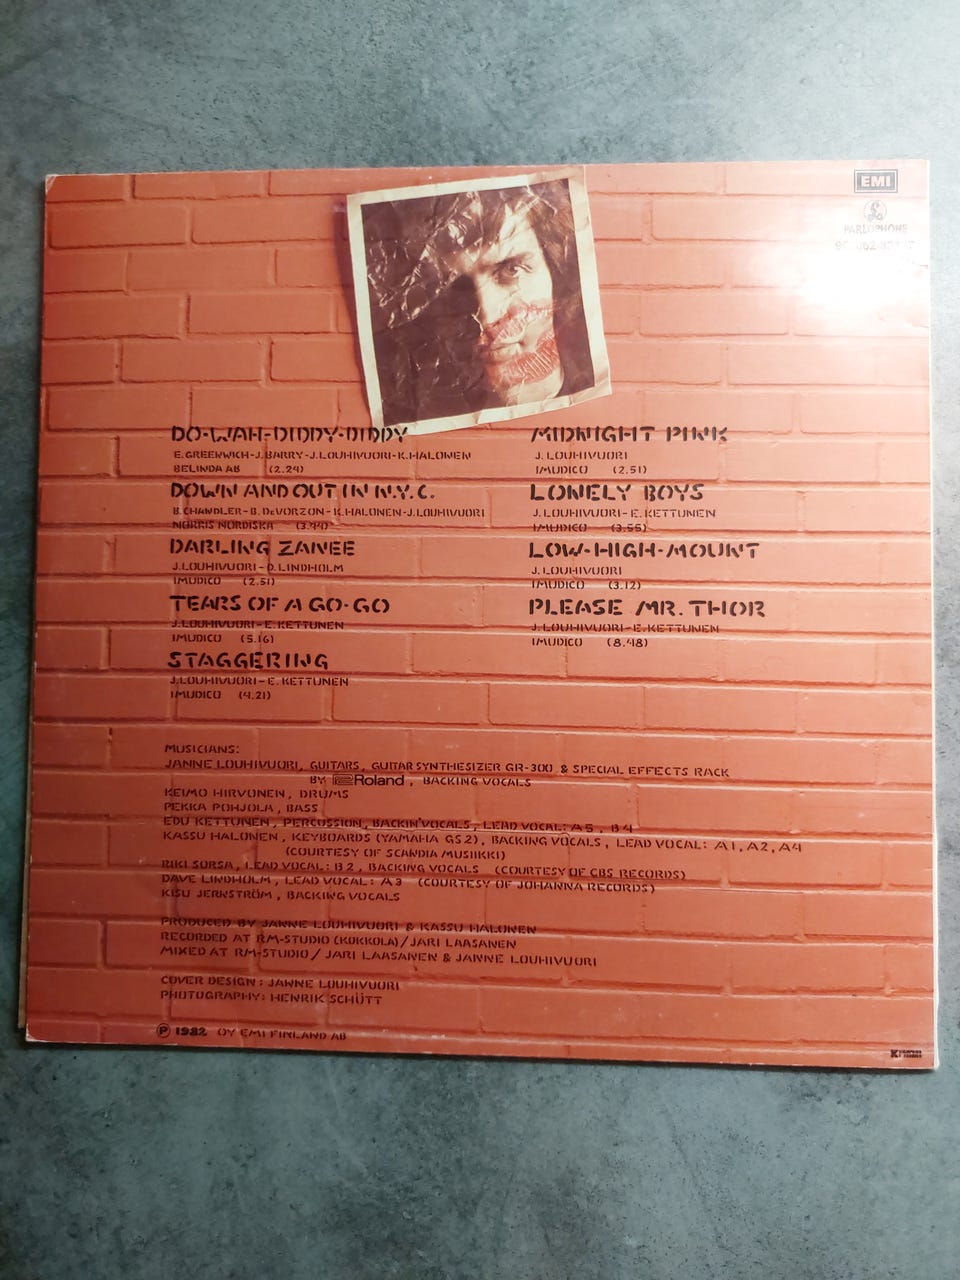 EMI
PARLOPHONE
DO-WAH-DIDDY-DIDDY
E. GREENWICH-J. BARRY-J. LOUHIVUORI-K. HALONEN
BELINDA AB (2.24)
DOWN AND OUT IN N.Y.C.
B. CHANDLER-B. DEVORZON-K. HALONEN-J. LOUHIVUORI
NORRIS NORDISKA (3.44)
DARLING ZANEE
J. LOUHIVUORI-D. LINDHOLM
IMUDICO (2.51)
TEARS OF A GO-GO
J. LOUHIVUORI-E. KETTUNEN
IMUDICO (5.16)
STAGGERING
J. LOUHIVUORI-E. KETTUNEN
IMUDICO (4.21)
MIDNIGHT PINK
J. LOUHIVUORI
IMUDICO (2.51)
LONELY BOYS
J. LOUHIVUORI-E. KETTUNEN
IMUDICO (3.55)
LOW-HIGH-MOUNT
J. LOUHIVUORI
IMUDICO (3.12)
PLEASE MR. THOR
J. LOUHIVUORI-E. KETTUNEN
IMUDICO (8.48)
MUSICIANS:
JANNE LOUHIVUORI, GUITARS, GUITAR SYNTHESIZER GR-300 & SPECIAL EFFECTS RACK
BY Roland, BACKING VOCALS
KEIMO HIRVONEN, DRUMS
PEKKA POHJOLA, BASS
EDU KETTUNEN, PERCUSSION, BACKIN'VOCALS, LEAD VOCAL: A5, B4
KASSU HALONEN, KEYBOARDS (YAMAHA GS2), BACKING VOCALS, LEAD VOCAL: A1, A2, A4
(COURTESY OF SCANDIA MUSIIKKI)
RIKI SORSA, LEAD VOCAL: B2, BACKING VOCALS (COURTESY OF CBS RECORDS)
DAVE LINDHOLM, LEAD VOCAL: A3 (COURTESY OF JOHANNA RECORDS)
KISU JERNSTRÖM, BACKING VOCALS
PRODUCED BY JANNE LOUHIVUORI & KASSU HALONEN
RECORDED AT RM-STUDIO (KOKKOLA)/JARI LAASANEN
MIXED AT RM-STUDIO/JARI LAASANEN & JANNE LOUHIVUORI
COVER DESIGN: JANNE LOUHIVUORI
PHOTOGRAPHY: HENRIK SCHÜTT
℗ 1982 OY EMI FINLAND AB